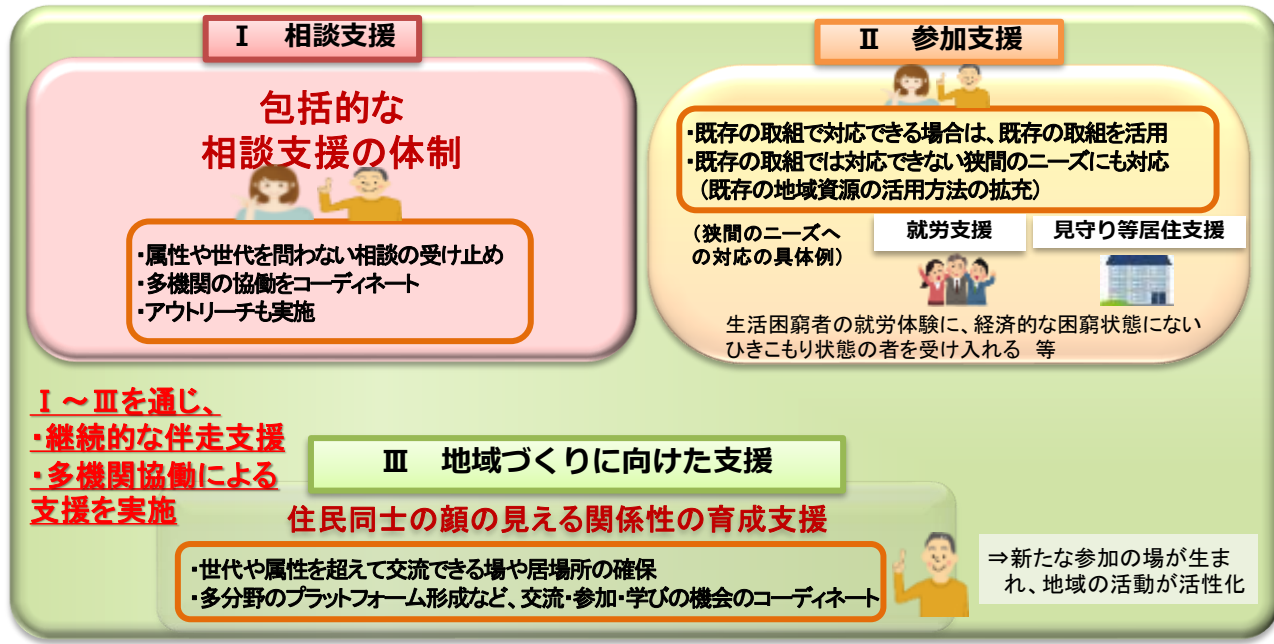 Ⅰ 相談支援
包括的な
相談支援の体制
・属性や世代を問わない相談の受け止め
・多機関の協働をコーディネート
・アウトリーチも実施
Ⅱ 参加支援
・既存の取組で対応できる場合は、既存の取組を活用
・既存の取組では対応できない狭間のニーズにも対応
（既存の地域資源の活用方法の拡充）
（狭間のニーズへ
の対応の具体例）
就労支援
見守り等居住支援
生活困窮者の就労体験に、経済的な困窮状態にない
ひきこもり状態の者を受け入れる 等
Ⅰ～Ⅲを通じ、
・継続的な伴走支援
・多機関協働による
支援を実施
Ⅲ 地域づくりに向けた支援
住民同士の顔の見える関係性の育成支援
・世代や属性を超えて交流できる場や居場所の確保
・多分野のプラットフォーム形成など、交流・参加・学びの機会のコーディネート
⇒新たな参加の場が生ま
れ、地域の活動が活性化